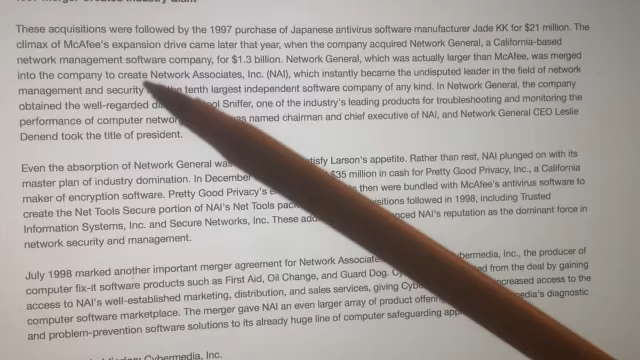 These acquisitions were followed by the 1997 purchase of Japanese antivirus software manufacturer Jade KK for $21 million. The
climax of McAfee's expansion drive came later that year, when the company acquired Network General, a California-based
network management software company, for $1.3 billion. Network General, which was actually larger than McAfee, was merged
into the company to create Network Associates, Inc. (NAI), which instantly became the undisputed leader in the field of network
management and security the tenth largest independent software company of any kind. In Network General, the company
obtained the well-regarded Sniffer, one of the industry's leading products for troubleshooting and monitoring the
performance of computer was named chairman and chief executive of NAI, and Network General CEO Leslie
Denend took the title of president.
Even the absorption of Network General Larson's appetite. Rather than rest, NAI plunged on with its
master plan of industry domination. In December $35 million in cash for Pretty Good Privacy, Inc., a California
maker of encryption software. Pretty Good Privacy's then were bundled with McAfee's antivirus software to
create the Net Tools Secure portion of NAI's Net Tools followed in 1998, including Trusted
Information Systems, Inc. and Secure Networks, Inc. These NAI's reputation as the dominant force in
network security and management.
July 1998 marked another important merger agreement for Network Inc., the producer of
computer fix-it software products such as First Aid, Oil Change, and Guard Dog. from the deal by gaining
access to NAI's well-established marketing, distribution, and sales services, giving access to the
computer software marketplace. The merger gave NAI an even larger array of product diagnostic
and problem-prevention software solutions to its already huge line of computer safeguarding
Cybermedia, Inc.